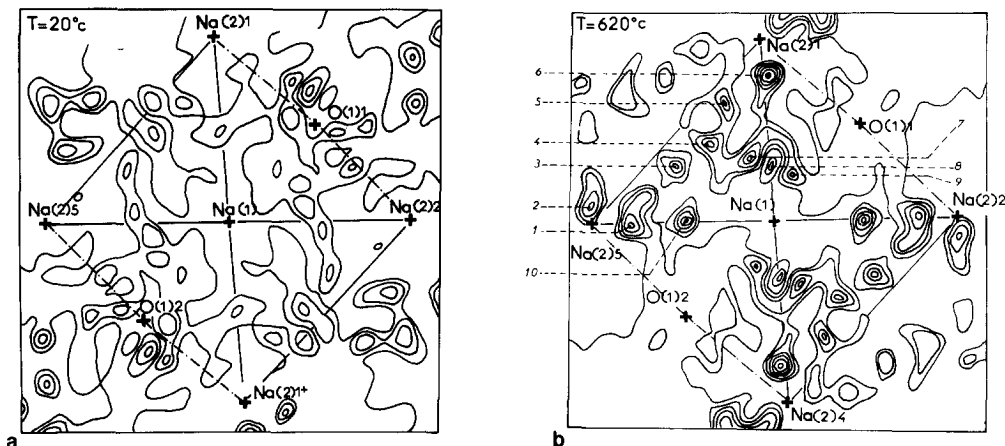 T=20°c
Na(2)1
O(1)1
Na(2)5
Na(1)
Na(2)2
O(1)2
Na(2)1+
a
T=620°c
Na(2)1
6
5
O(1)1
7
4
3
8
9
2
Na(1)
Na(2)2
1
Na(2)5
10
O(1)2
Na(2)4
b